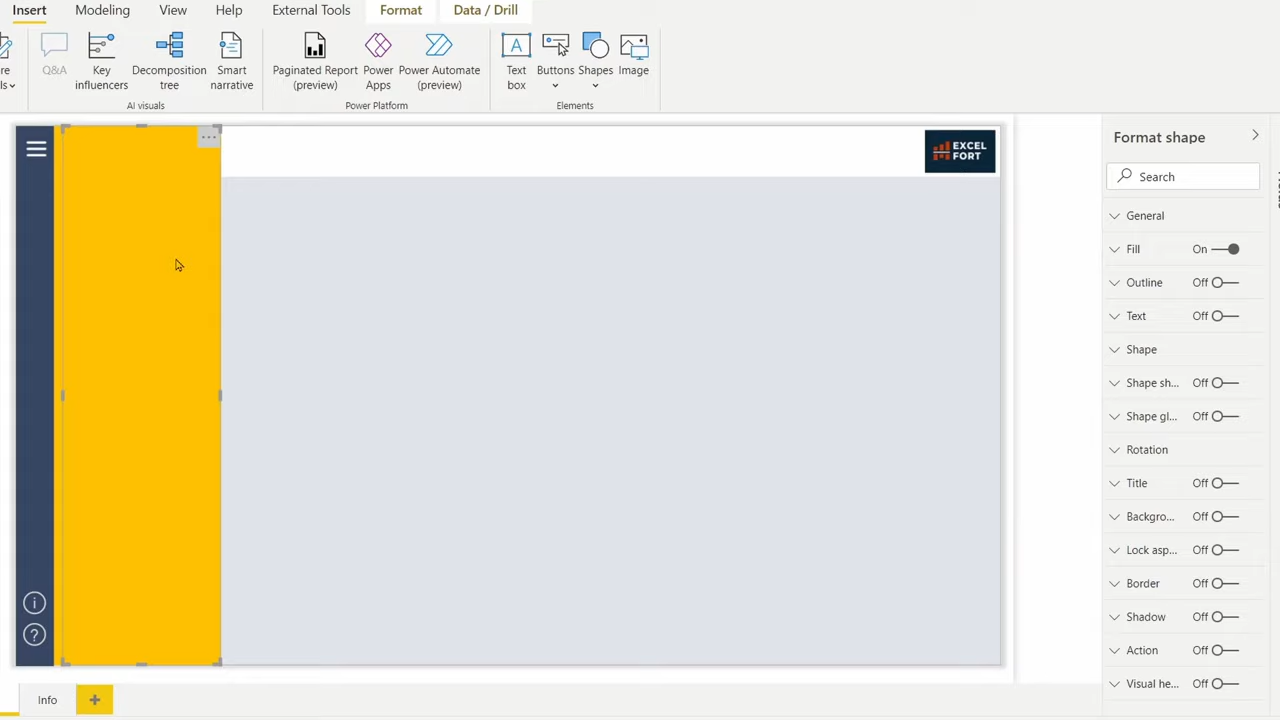 Insert
Modeling
View
Help
External Tools
Format
Data / Drill
Q&A
Key
influencers
Decomposition
tree
Smart
narrative
AI visuals
Paginated Report
(preview)
Power
Apps
Power Automate
(preview)
Power Platform
Text
box
Buttons
Shapes
Image
Elements
EXCEL
FORT
Format shape
Search
General
Fill On
Outline Off
Text Off
Shape
Shape sh... Off
Shape gl... Off
Rotation
Title Off
Backgro... Off
Lock asp... Off
Border Off
Shadow Off
Action Off
Visual he... Off
Info